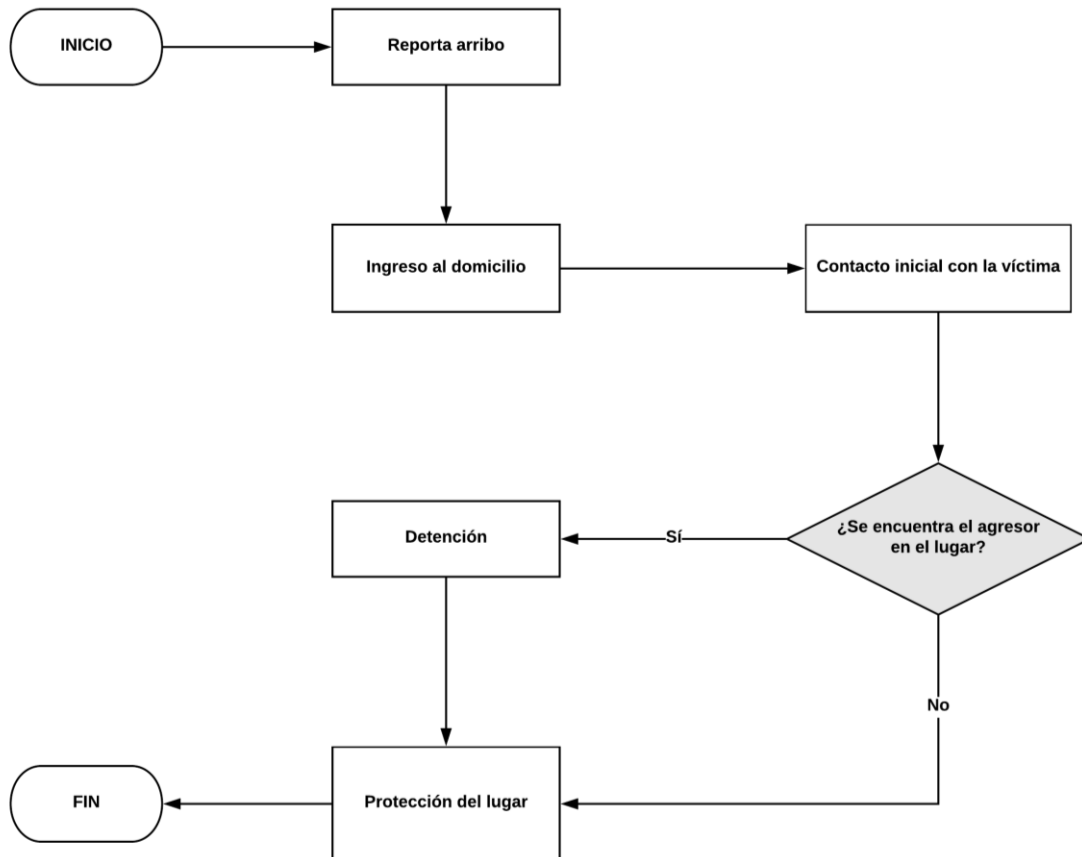 INICIO
Reporta arribo
Ingreso al domicilio
Contacto inicial con la víctima
¿Se encuentra el agresor
en el lugar?
Sí
Detención
No
Protección del lugar
FIN